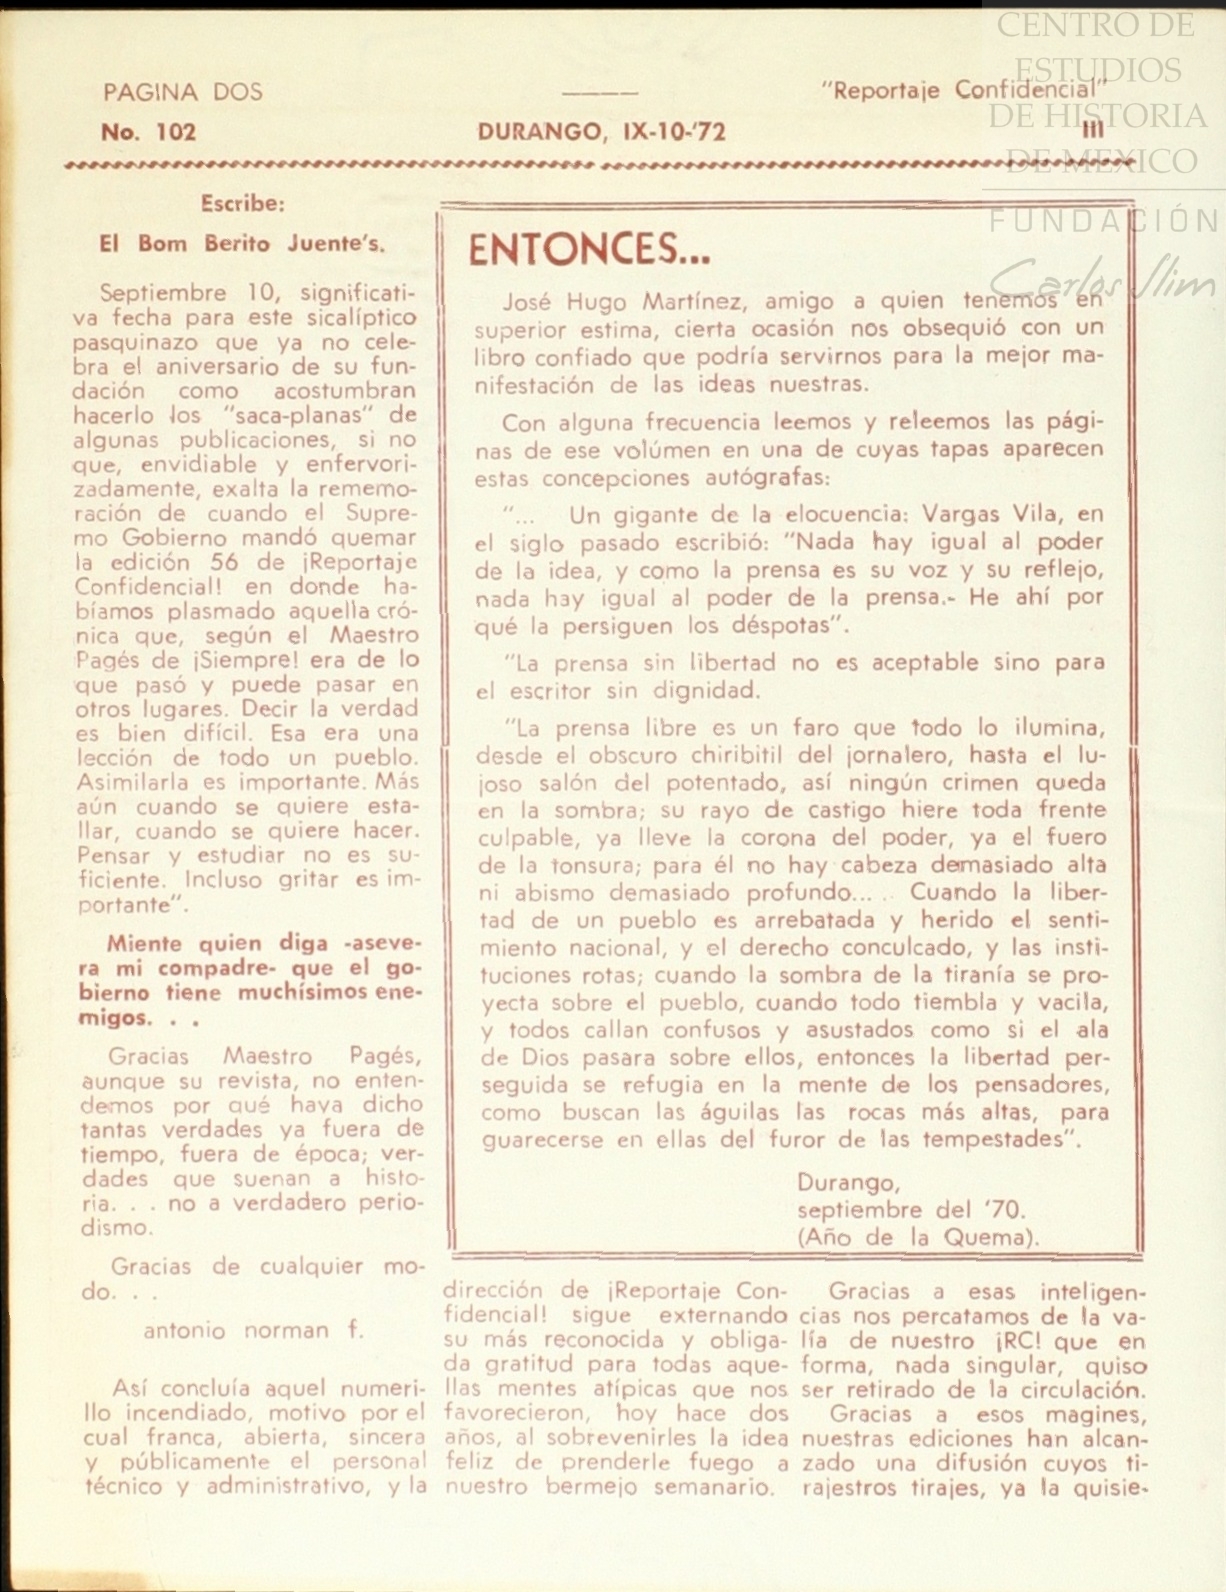 CENTRO DE
ESTUDIOS
DE HISTORIA
DE MEXICO
FUNDACIÓN
Carlos Slim
PAGINA DOS
"Reportaje Confidencial"
No. 102
DURANGO, IX-10-'72
III
Escribe:
El Bom Berito Juente's.
Septiembre 10, significati-
va fecha para este sicalíptico
pasquinazo que ya no cele-
bra el aniversario de su fun-
dación como acostumbran
hacerlo los "saca-planas" de
algunas publicaciones, si no
que, envidiable y enfervori-
zadamente, exalta la rememo-
ración de cuando el Supre-
mo Gobierno mandó quemar
la edición 56 de ¡Reportaje
Confidencial! en donde ha-
bíamos plasmado aquella cró-
nica que, según el Maestro
Pagés de ¡Siempre! era de lo
que pasó y puede pasar en
otros lugares. Decir la verdad
es bien difícil. Esa era una
lección de todo un pueblo.
Asimilarla es importante. Más
aún cuando se quiere esta-
llar, cuando se quiere hacer.
Pensar y estudiar no es su-
ficiente. Incluso gritar es im-
portante".
Miente quien diga -aseve-
ra mi compadre- que el go-
bierno tiene muchísimos ene-
migos. . .
Gracias Maestro Pagés,
aunque su revista, no enten-
demos por qué haya dicho
tantas verdades ya fuera de
tiempo, fuera de época; ver-
dades que suenan a histo-
ria. . . no a verdadero perio-
dismo.
Gracias de cualquier mo-
do. . .
antonio norman f.
Así concluía aquel numeri-
llo incendiado, motivo por el
cual franca, abierta, sincera
y públicamente el personal
técnico y administrativo, y la
ENTONCES...
José Hugo Martínez, amigo a quien tenemos en
superior estima, cierta ocasión nos obsequió con un
libro confiado que podría servirnos para la mejor ma-
nifestación de las ideas nuestras.
Con alguna frecuencia leemos y releemos las pági-
nas de ese volúmen en una de cuyas tapas aparecen
estas concepciones autógrafas:
"... Un gigante de la elocuencia: Vargas Vila, en
el siglo pasado escribió: "Nada hay igual al poder
de la idea, y como la prensa es su voz y su reflejo,
nada hay igual al poder de la prensa.- He ahí por
qué la persiguen los déspotas".
"La prensa sin libertad no es aceptable sino para
el escritor sin dignidad.
"La prensa libre es un faro que todo lo ilumina,
desde el obscuro chiribitil del jornalero, hasta el lu-
joso salón del potentado, así ningún crimen queda
en la sombra; su rayo de castigo hiere toda frente
culpable, ya lleve la corona del poder, ya el fuero
de la tonsura; para él no hay cabeza demasiado alta
ni abismo demasiado profundo... .. Cuando la liber-
tad de un pueblo es arrebatada y herido el senti-
miento nacional, y el derecho conculcado, y las insti-
tuciones rotas; cuando la sombra de la tiranía se pro-
yecta sobre el pueblo, cuando todo tiembla y vacila,
y todos callan confusos y asustados como si el ala
de Dios pasara sobre ellos, entonces la libertad per-
seguida se refugia en la mente de los pensadores,
como buscan las águilas las rocas más altas, para
guarecerse en ellas del furor de las tempestades".
Durango,
septiembre del '70.
(Año de la Quema).
dirección de ¡Reportaje Con-
fidencial! sigue externando
su más reconocida y obliga-
da gratitud para todas aque-
llas mentes atípicas que nos
favorecieron, hoy hace dos
años, al sobrevenirles la idea
feliz de prenderle fuego a
nuestro bermejo semanario.
Gracias a esas inteligen-
cias nos percatamos de la va-
lía de nuestro ¡RC! que en
forma, nada singular, quiso
ser retirado de la circulación.
Gracias a esos magines,
nuestras ediciones han alcan-
zado una difusión cuyos ti-
rajestros tirajes, ya la quisie-